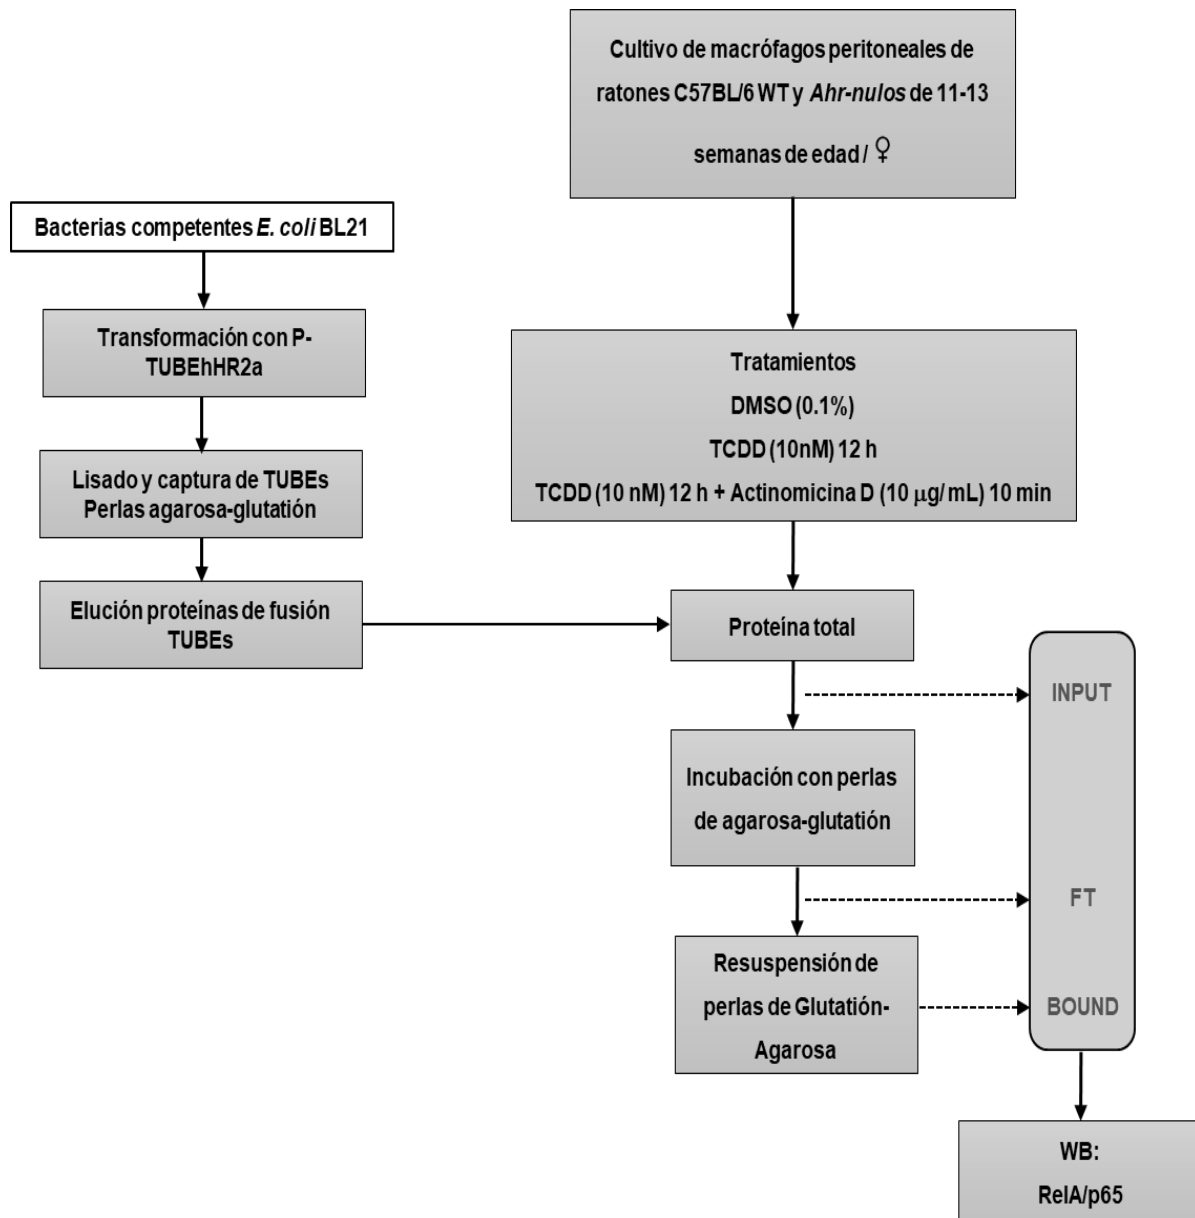 Cultivo de macrófagos peritoneales de
ratones C57BL/6 WT y Ahr-nulos de 11-13
semanas de edad / ♀
Bacterias competentes E. coli BL21
Transformación con P-
TUBEhHR2a
Lisado y captura de TUBEs
Perlas agarosa-glutatión
Elución proteínas de fusión
TUBEs
Tratamientos
DMSO (0.1%)
TCDD (10nM) 12 h
TCDD (10 nM) 12 h + Actinomicina D (10 μg/ mL) 10 min
Proteína total
Incubación con perlas
de agarosa-glutatión
Resuspensión de
perlas de Glutatión-
Agarosa
INPUT
FT
BOUND
WB:
RelA/p65